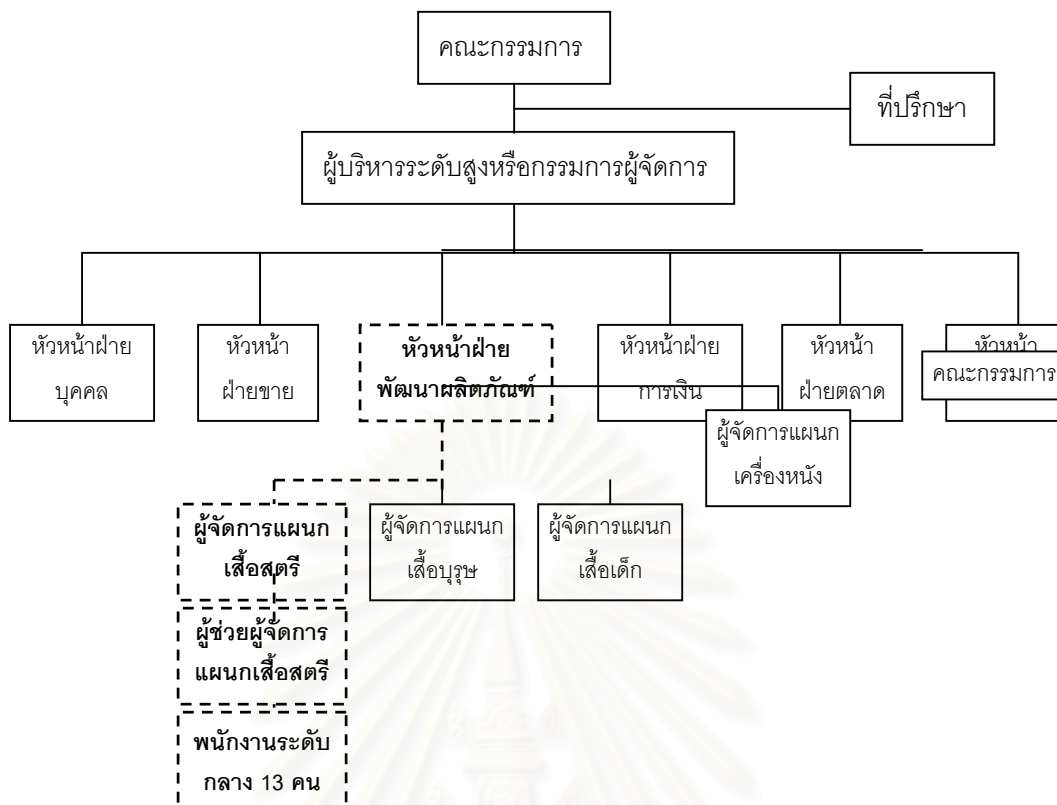 คณะกรรมการ
ที่ปรึกษา
ผู้บริหารระดับสูงหรือกรรมการผู้จัดการ
หัวหน้าฝ่าย
บุคคล
หัวหน้า
ฝ่ายขาย
หัวหน้าฝ่าย
พัฒนาผลิตภัณฑ์
หัวหน้าฝ่าย
การเงิน
หัวหน้า
ฝ่ายตลาด
หัวหน้า
คณะกรรมการ
ผู้จัดการแผนก
เครื่องหนัง
ผู้จัดการแผนก
เสื้อสตรี
ผู้จัดการแผนก
เสื้อบุรุษ
ผู้จัดการแผนก
เสื้อเด็ก
ผู้ช่วยผู้จัดการ
แผนกเสื้อสตรี
พนักงานระดับ
กลาง 13 คน